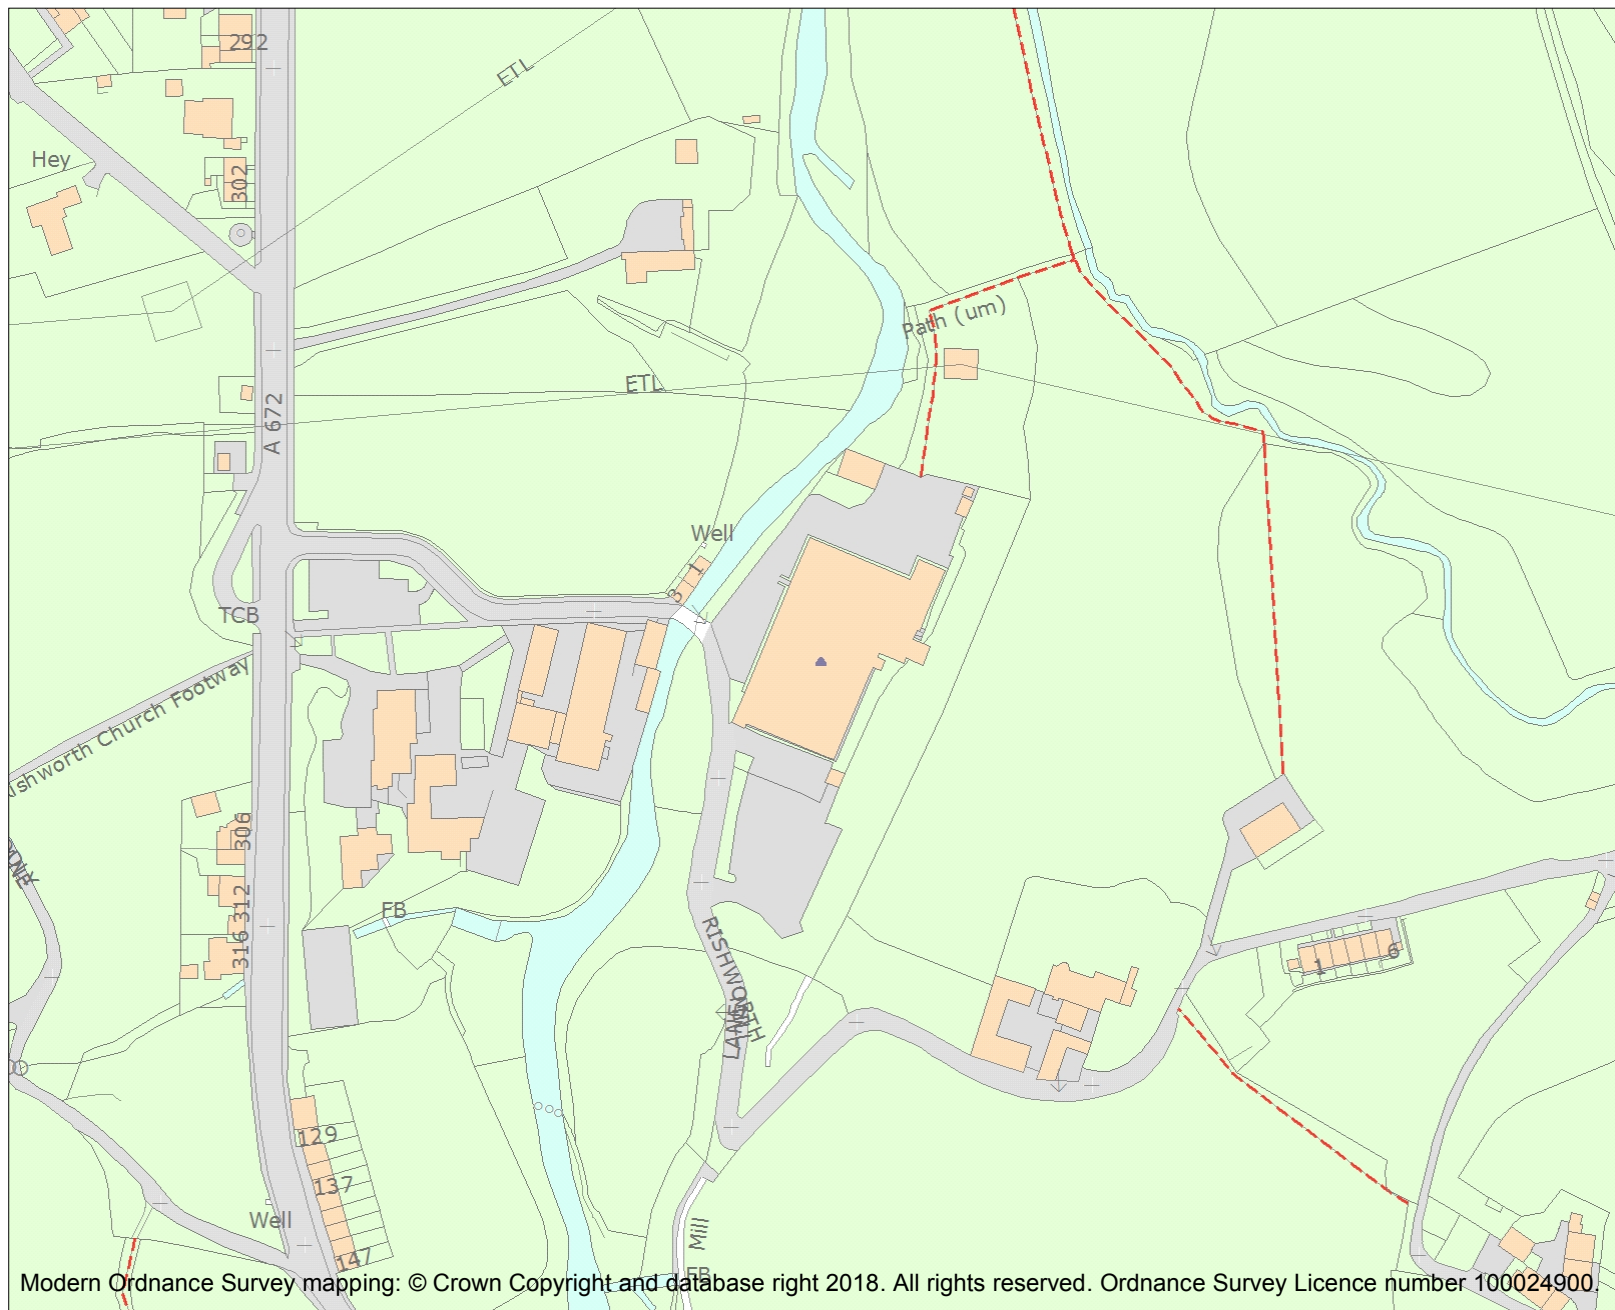 292
ETL
Hey
302
Path (um)
ETL
A 672
Well
1
3
TCB
ishworth Church Footway
306
312
316
FB
RISHWORTH
LANE
1
6
129
137
Well
147
Mill
FB
Modern Ordnance Survey mapping: © Crown Copyright and database right 2018. All rights reserved. Ordnance Survey Licence number 100024900.